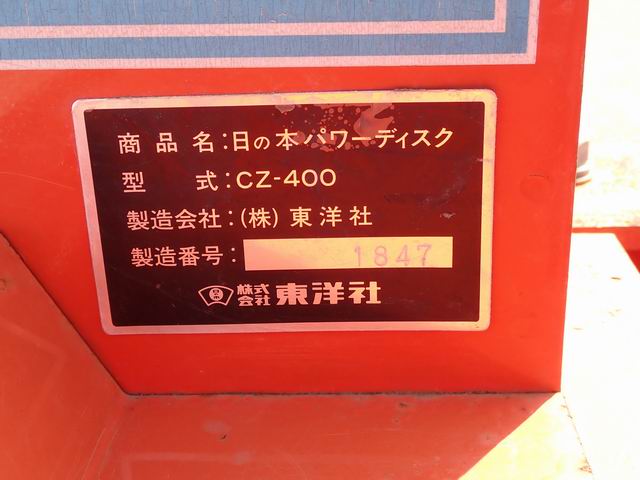 商品名:日の本パワーディスク
型式:CZ-400
製造会社:(株)東洋社
製造番号: 1847
株式会社 東洋社